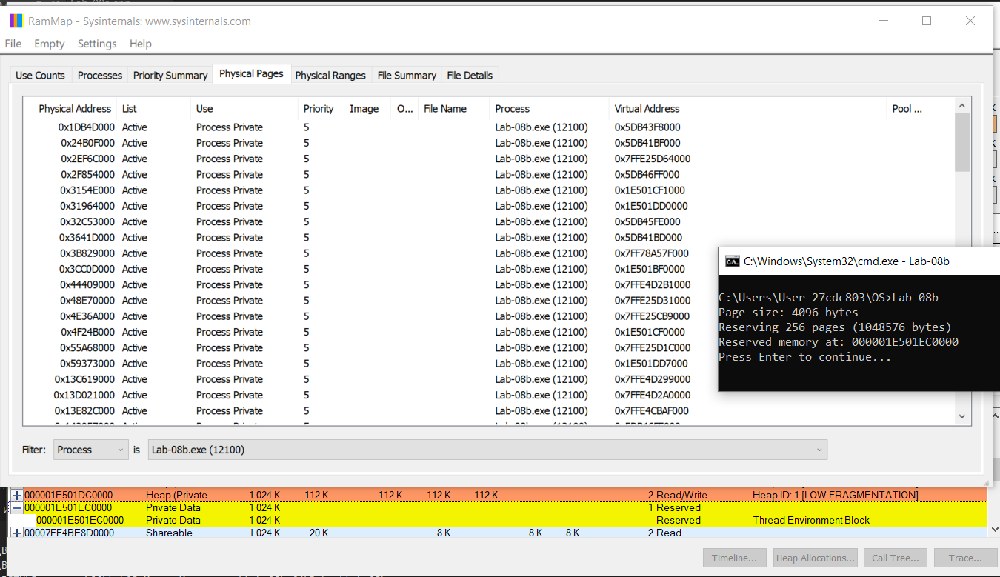 RamMap - Sysinternals: www.sysinternals.com
File Empty Settings Help
Use Counts Processes Priority Summary Physical Pages Physical Ranges File Summary File Details
Physical Address List Use Priority Image O... File Name Process Virtual Address Pool ...
0x1DB4D000 Active Process Private 5 Lab-08b.exe (12100) 0x5DB43F8000
0x24B0F000 Active Process Private 5 Lab-08b.exe (12100) 0x5DB41BF000
0x2EF6C000 Active Process Private 5 Lab-08b.exe (12100) 0x7FFE25D64000
0x2F854000 Active Process Private 5 Lab-08b.exe (12100) 0x5DB46FF000
0x3154E000 Active Process Private 5 Lab-08b.exe (12100) 0x1E501CF1000
0x31964000 Active Process Private 5 Lab-08b.exe (12100) 0x1E501DD0000
0x32C53000 Active Process Private 5 Lab-08b.exe (12100) 0x5DB45FE000
0x3641D000 Active Process Private 5 Lab-08b.exe (12100) 0x5DB41BD000
0x3B829000 Active Process Private 5 Lab-08b.exe (12100) 0x7FF78A57F000
0x3CC0D000 Active Process Private 5 Lab-08b.exe (12100) 0x1E501BF0000
0x44409000 Active Process Private 5 Lab-08b.exe (12100) 0x7FFE4D2B1000
0x48E70000 Active Process Private 5 Lab-08b.exe (12100) 0x7FFE25D31000
0x4E36A000 Active Process Private 5 Lab-08b.exe (12100) 0x7FFE25CB9000
0x4F24B000 Active Process Private 5 Lab-08b.exe (12100) 0x1E501CF0000
0x55A68000 Active Process Private 5 Lab-08b.exe (12100) 0x7FFE25D1C000
0x59373000 Active Process Private 5 Lab-08b.exe (12100) 0x1E501DD7000
0x13C619000 Active Process Private 5 Lab-08b.exe (12100) 0x7FFE4D299000
0x13D021000 Active Process Private 5 Lab-08b.exe (12100) 0x7FFE4D2A0000
0x13E82C000 Active Process Private 5 Lab-08b.exe (12100) 0x7FFE4CBAF000
C:\Windows\System32\cmd.exe - Lab-08b
C:\Users\User-27cdc803\OS>Lab-08b
Page size: 4096 bytes
Reserving 256 pages (1048576 bytes)
Reserved memory at: 000001E501EC0000
Press Enter to continue...
Filter: Process is Lab-08b.exe (12100)
000001E501DC0000 Heap (Private ... 1 024 K 112 K 112 K 112 K 112 K 2 Read/Write Heap ID: 1 [LOW FRAGMENTATION]
000001E501EC0000 Private Data 1 024 K 1 Reserved
000001E501EC0000 Private Data 1 024 K Reserved Thread Environment Block
00007FF4BE8D0000 Shareable 1 024 K 20 K 8 K 8 K 8 K 2 Read
Timeline... Heap Allocations... Call Tree... Trace...